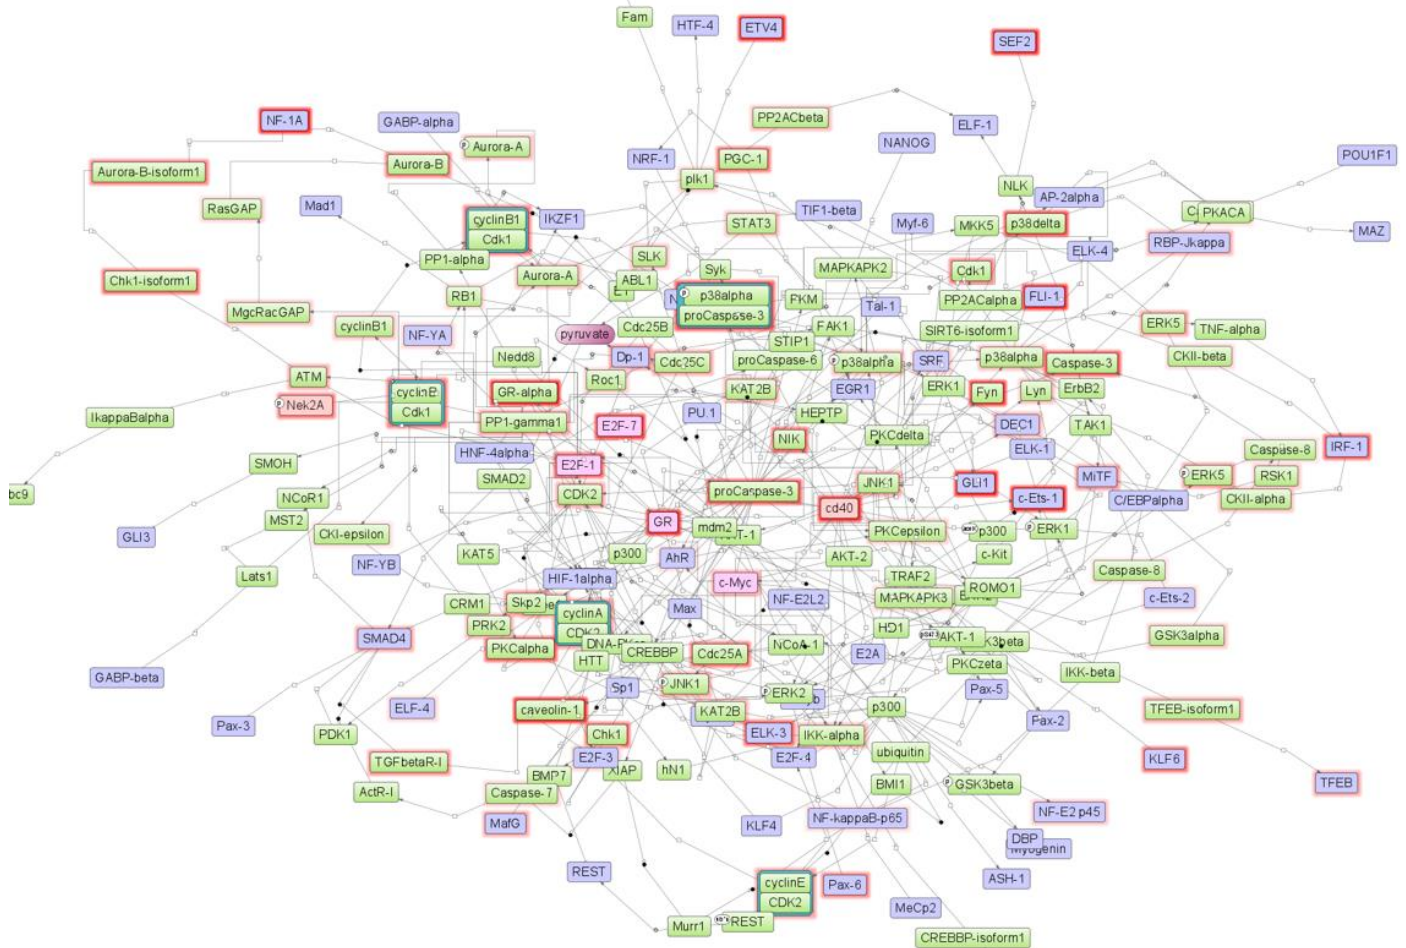 Fam
HTF-4
ETV4
SEF2
NF-1A
GABP-alpha
PP2ACbeta
ELF-1
Aurora-A
NANOG
POU1F1
Aurora-B-isoform1
Aurora-B
NRF-1
PGC-1
plk1
NLK
AP-2alpha
RasGAP
Mad1
cyclinB1
Cdk1
IKZF1
TIF1-beta
PKACA
STAT3
Myf-6
MKK5
p38delta
MAZ
ELK-4
RBP-Jkappa
PP1-alpha
SLK
Chk1-isoform1
Aurora-A
ABL1
Syk
MAPKAPK2
Cdk1
RB1
p38alpha
proCaspase-3
PKM
Tal-1
PP2ACalpha
FLI-1
MgcRacGAP
cyclinB1
NF-YA
pyruvate
Cdc25B
FAK1
SIRT6-isoform1
ERK5
TNF-alpha
STIP1
Nedd8
Dp-1
Cdc25C
proCaspase-6
p38alpha
SRF
p38alpha
Caspase-3
CKII-beta
ATM
Roc1
Nek2A
Cdk1
GR-alpha
KAT2B
EGR1
ERK1
Fyn
Lyn
ErbB2
IkappaBalpha
PP1-gamma1
E2F-7
PU.1
HEPTP
NIK
PKCdelta
DEC1
TAK1
HNF-4alpha
ELK-1
Caspase-8
IRF-1
SMOH
E2F-1
SMAD2
ERK5
RSK1
MiTF
bc9
NCoR1
CDK2
proCaspase-3
JNK1
GLI1
c-Ets-1
C/EBPalpha
CKII-alpha
MST2
cd40
GLI3
CKI-epsilon
GR
mdm2
PKCepsilon
p300
ERK1
KAT5
p300
AhR
AKT-2
c-Kit
NF-YB
Lats1
HIF-1alpha
c-Myc
TRAF2
Caspase-8
ROMO1
CRM1
Skp2
cyclinA
CDK2
Max
NF-E2L2
MAPKAPK3
c-Ets-2
PRK2
SMAD4
PKCalpha
CREBBP
NCoA-1
AKT-1
GSK3alpha
HTT
Cdc25A
E2A
PKCzeta
GABP-beta
Sp1
JNK1
ERK2
Pax-5
IKK-beta
ELF-4
caveolin-1
KAT2B
p300
Pax-2
TFEB-isoform1
Pax-3
PDK1
Chk1
ELK-3
IKK-alpha
ubiquitin
TGFbetaR-I
E2F-3
E2F-4
KLF6
BMP7
XIAP
hN1
BMI1
GSK3beta
TFEB
ActR-I
Caspase-7
MafG
KLF4
NF-kappaB-p65
NF-E2 p45
DBP
Myogenin
REST
cyclinE
CDK2
Pax-6
ASH-1
MeCp2
Murr1
REST
CREBBP-isoform1